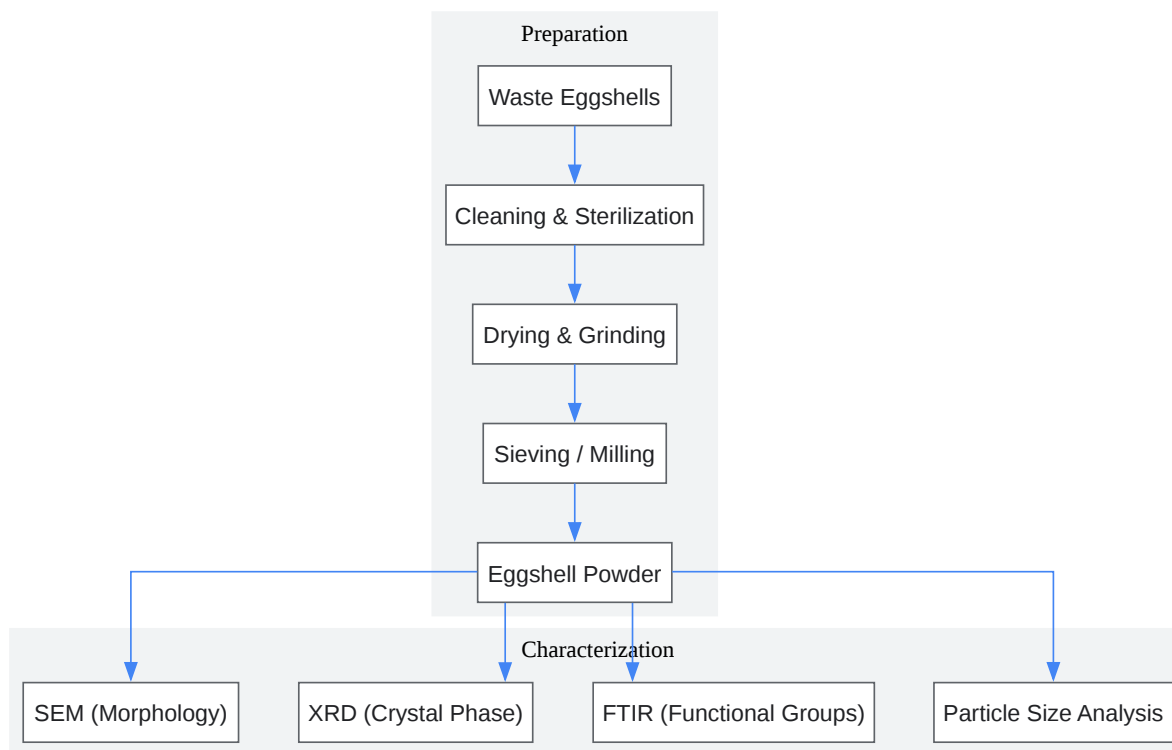 Preparation
Waste Eggshells
Cleaning & Sterilization
Drying & Grinding
Sieving / Milling
Eggshell Powder
Characterization
SEM (Morphology)
XRD (Crystal Phase)
FTIR (Functional Groups)
Particle Size Analysis